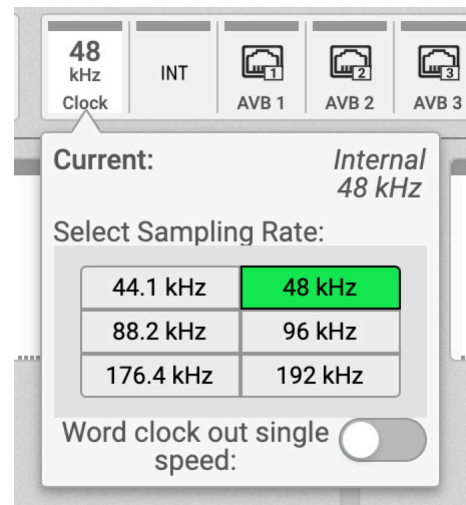 48
kHz
Clock
INT
1
AVB 1
2
AVB 2
3
AVB 3
Current:
Internal
48 kHz
Select Sampling Rate:
44.1 kHz
48 kHz
88.2 kHz
96 kHz
176.4 kHz
192 kHz
Word clock out single
speed: